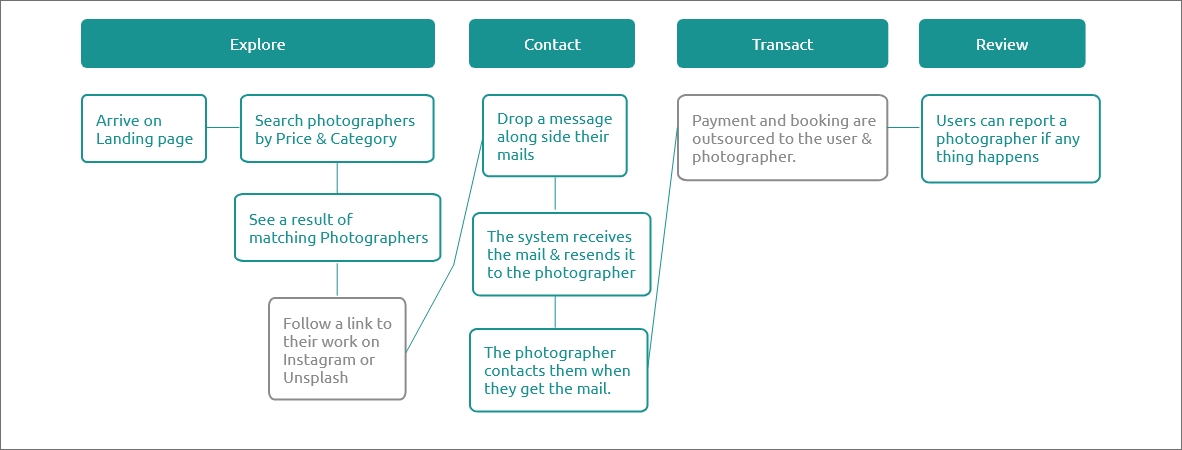 Explore
Contact
Transact
Review
Arrive on
Landing page
Search photographers
by Price & Category
See a result of
matching Photographers
Follow a link to
their work on
Instagram or
Unsplash
Drop a message
along side their
mails
The system receives
the mail & resends it
to the photographer
The photographer
contacts them when
they get the mail.
Payment and booking are
outsourced to the user &
photographer.
Users can report a
photographer if any
thing happens